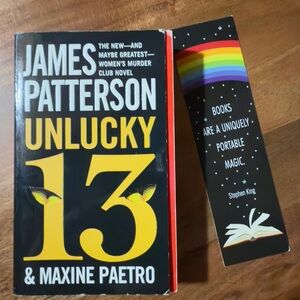 JAMES
PATTERSON
THE NEW—AND
MAYBE GREATEST—
WOMEN'S MURDER
CLUB NOVEL
UNLUCKY
13
& MAXINE PAETRO
BOOKS
ARE A UNIQUELY
PORTABLE
MAGIC.
Stephen King